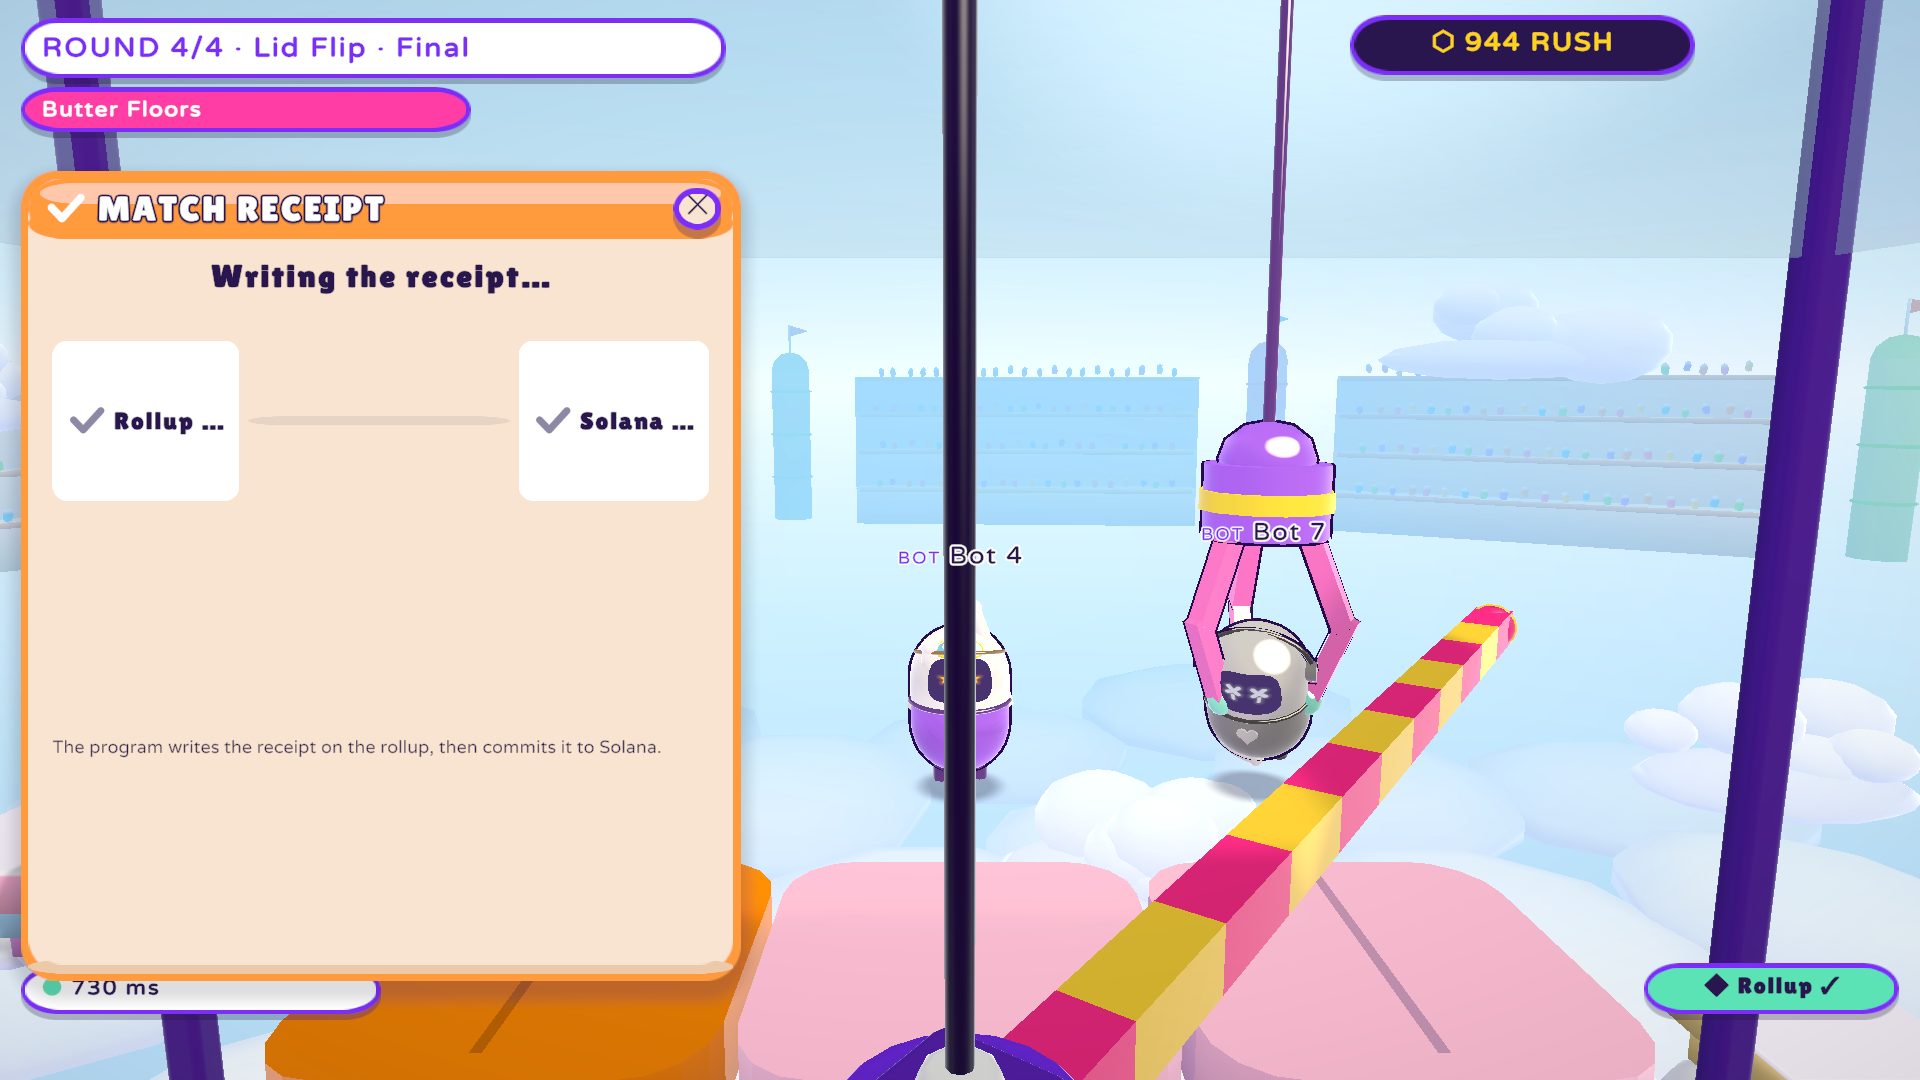 ROUND 4/4 · Lid Flip · Final
944 RUSH
Butter Floors
MATCH RECEIPT
Writing the receipt...
Rollup ...
Solana ...
BOT Bot 7
BOT Bot 4
The program writes the receipt on the rollup, then commits it to Solana.
730 ms
Rollup ✓